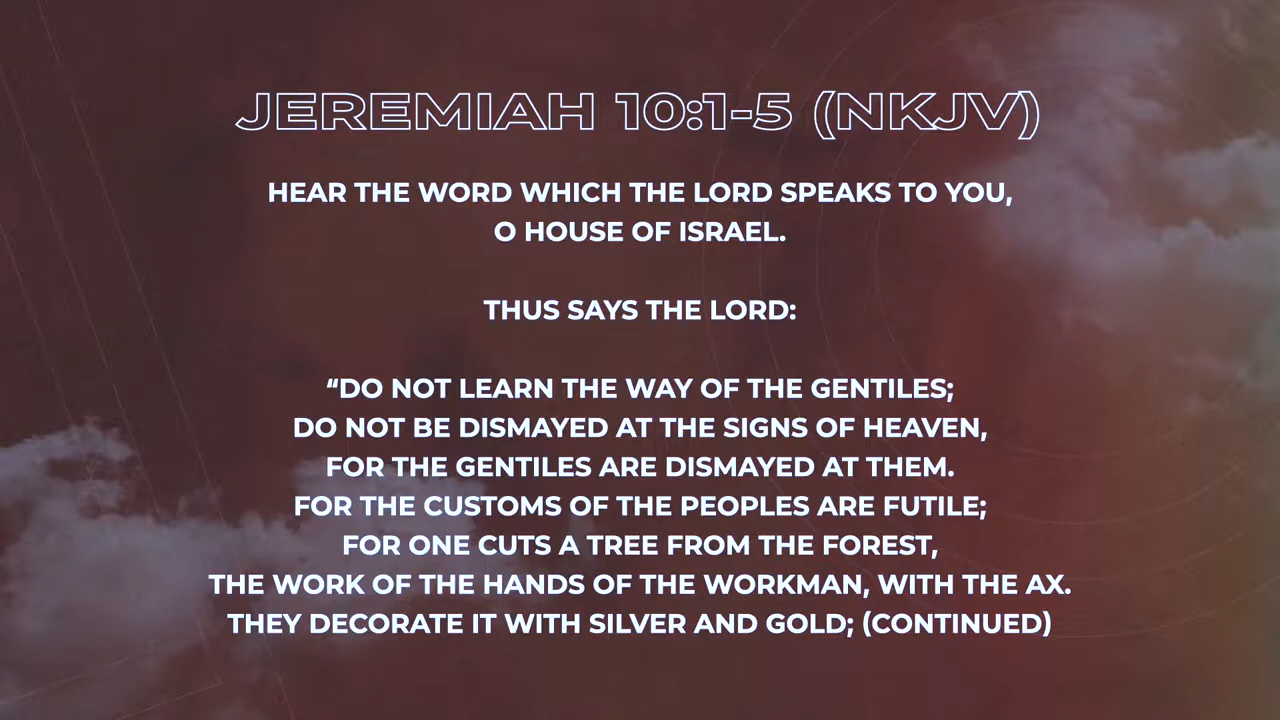 JEREMIAH 10:1-5 (NKJV)
HEAR THE WORD WHICH THE LORD SPEAKS TO YOU,
O HOUSE OF ISRAEL.
THUS SAYS THE LORD:
“DO NOT LEARN THE WAY OF THE GENTILES;
DO NOT BE DISMAYED AT THE SIGNS OF HEAVEN,
FOR THE GENTILES ARE DISMAYED AT THEM.
FOR THE CUSTOMS OF THE PEOPLES ARE FUTILE;
FOR ONE CUTS A TREE FROM THE FOREST,
THE WORK OF THE HANDS OF THE WORKMAN, WITH THE AX.
THEY DECORATE IT WITH SILVER AND GOLD; (CONTINUED)